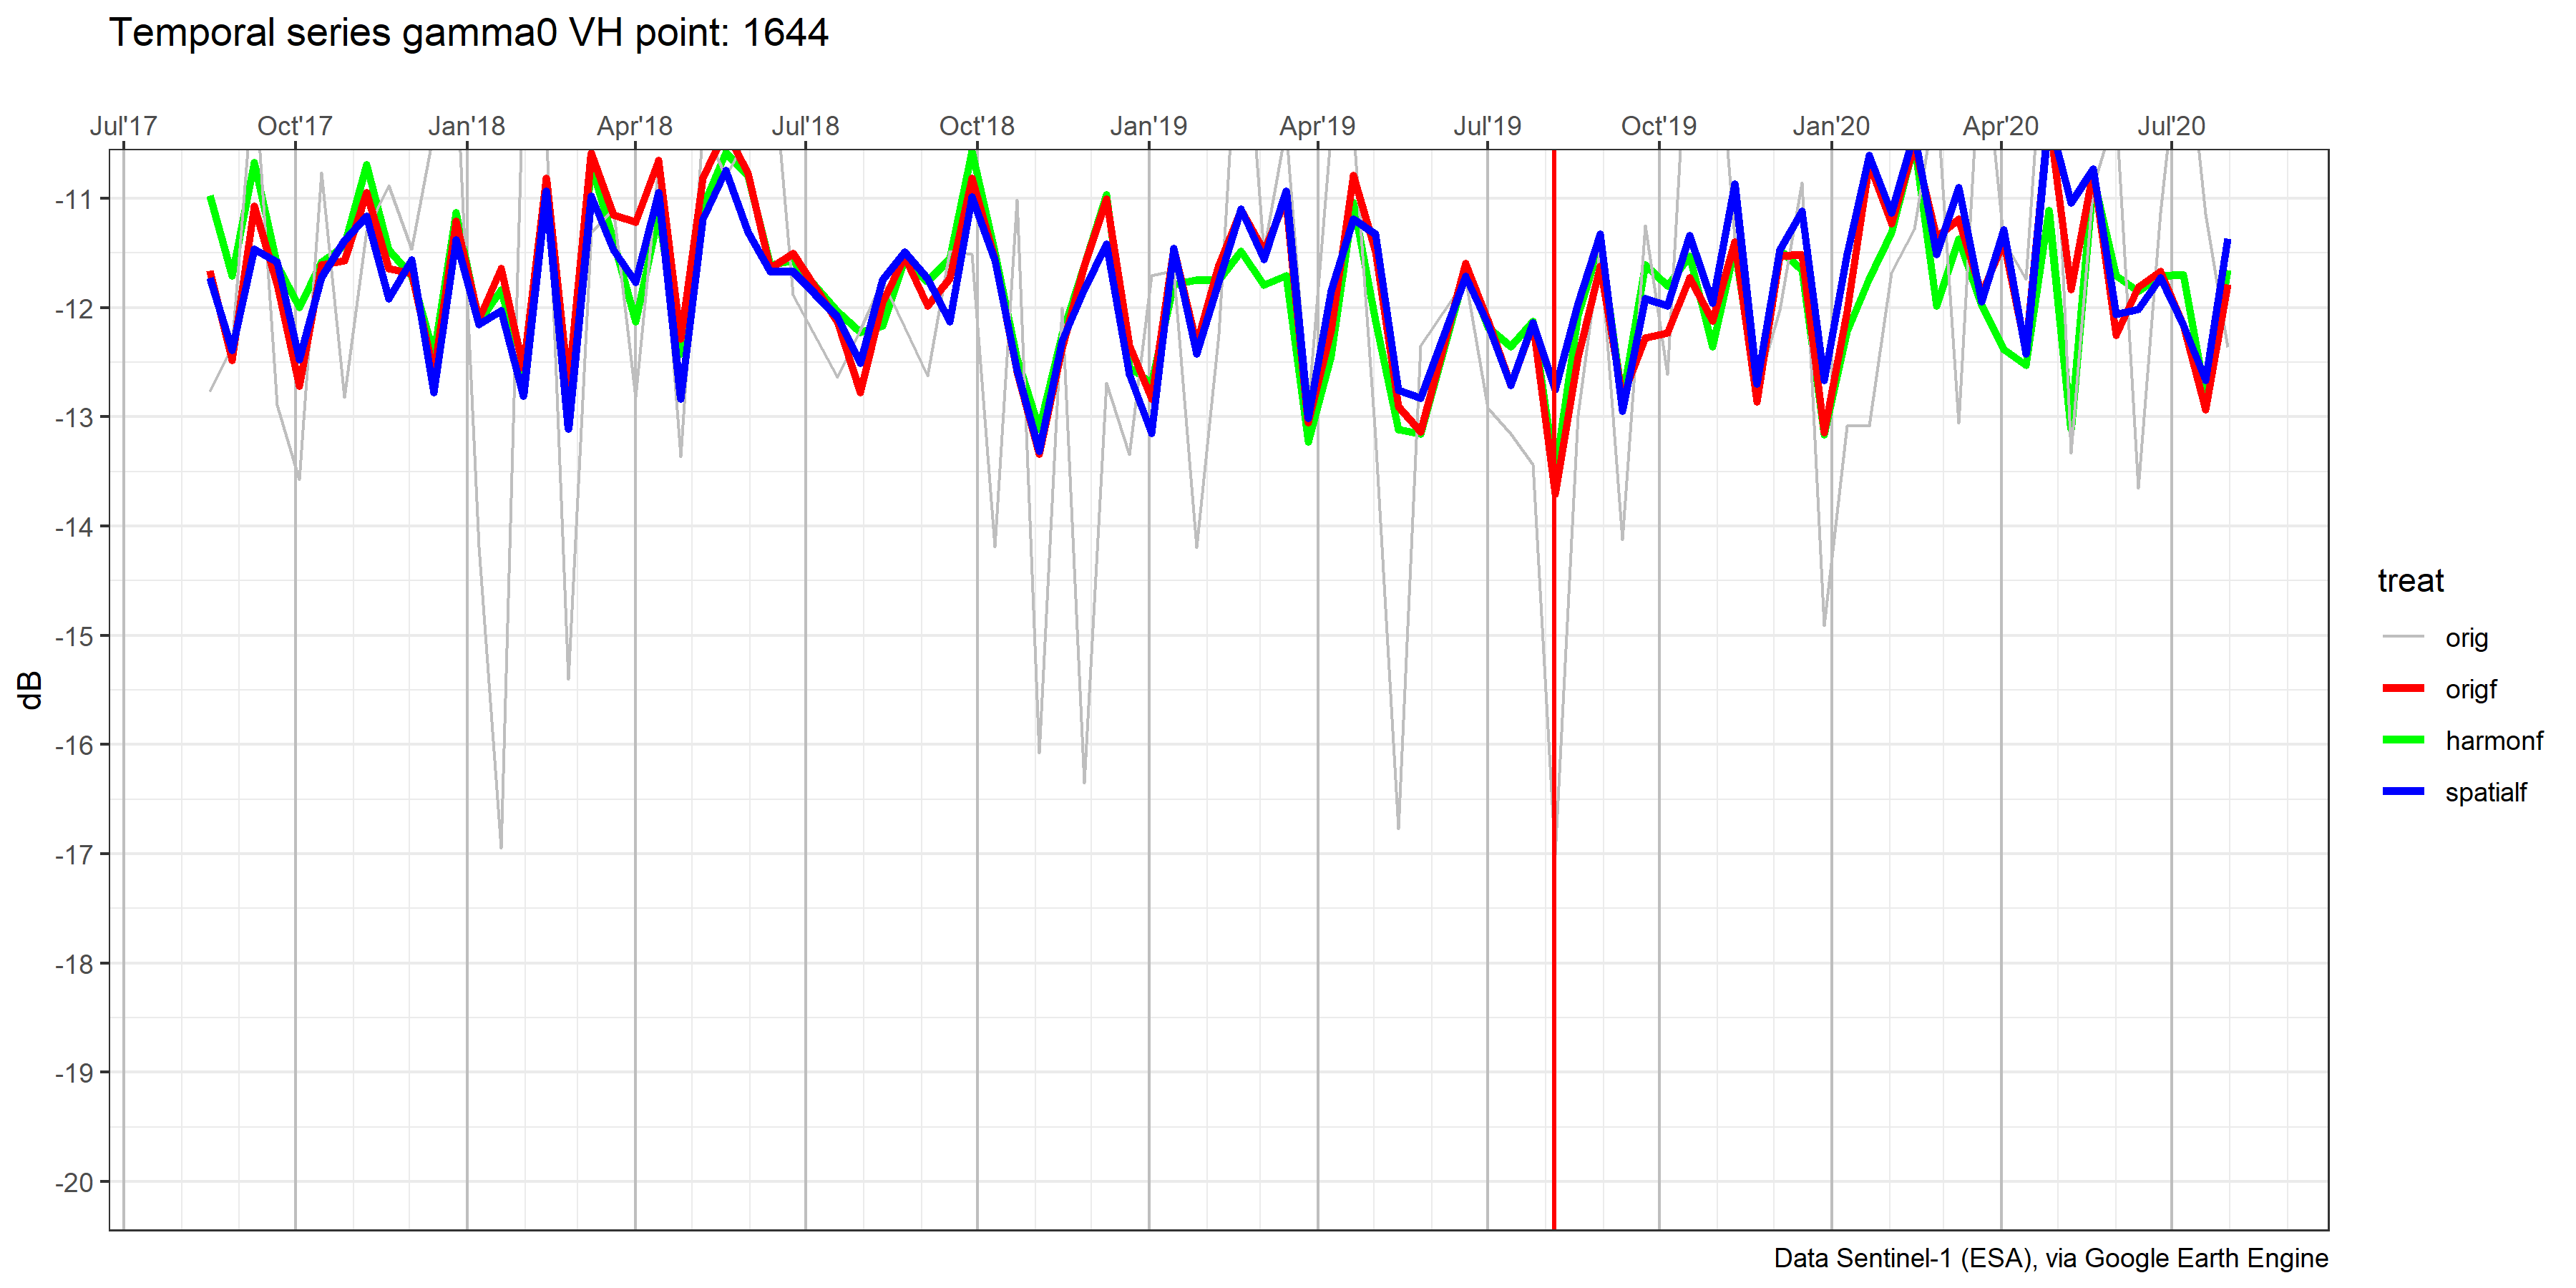 Temporal series gamma0 VH point: 1644
Jul'17 Oct'17 Jan'18 Apr'18 Jul'18 Oct'18 Jan'19 Apr'19 Jul'19 Oct'19 Jan'20 Apr'20 Jul'20
-11
-12
-13
-14
-15
-16
-17
-18
-19
-20
dB
treat
orig
origf
harmonf
spatialf
Data Sentinel-1 (ESA), via Google Earth Engine